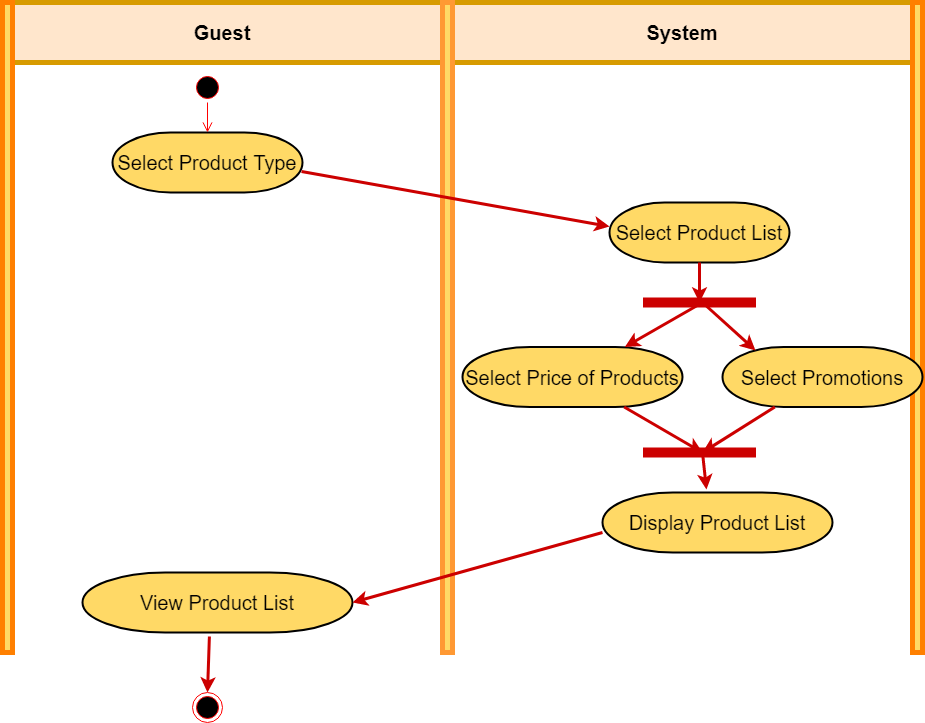 Guest
System
Select Product Type
Select Product List
Select Price of Products
Select Promotions
Display Product List
View Product List